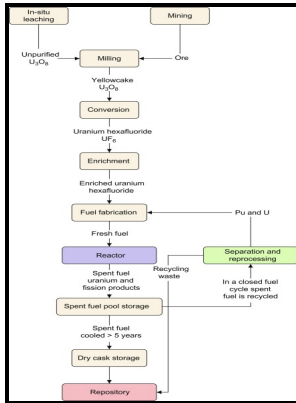 In-situ
leaching
Mining
Unpurified
U3O8
Milling
Ore
Yellowcake
U3O8
Conversion
Uranium hexafluoride
UF6
Enrichment
Enriched uranium
hexafluoride
Fuel fabrication
Pu and U
Fresh fuel
Reactor
Separation and
reprocessing
Recycling
waste
Spent fuel
uranium and
fission products
In a closed fuel
cycle spent
fuel is recycled
Spent fuel pool storage
Spent fuel
cooled > 5 years
Dry cask storage
Repository